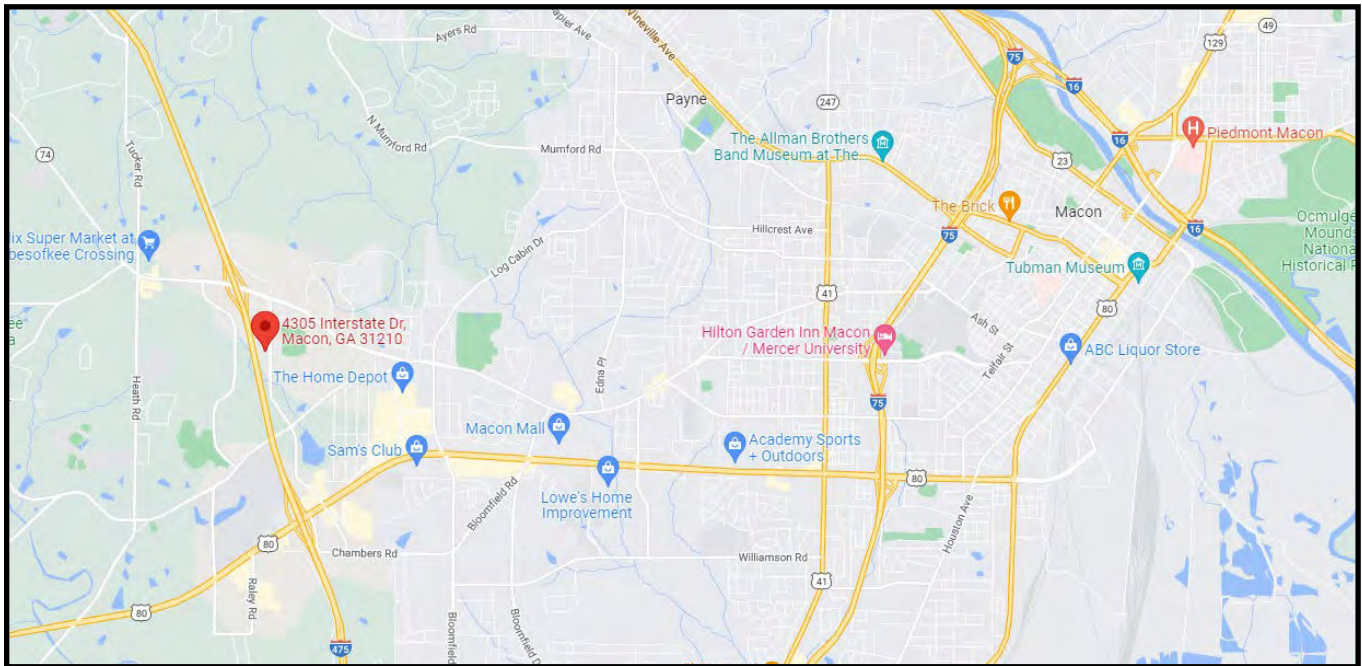 49
75
129
Ayers Rd
Napier Ave
Vineville Ave
16
Payne
247
N Mumford Rd
The Allman Brothers
Band Museum at The
16
Piedmont Macon
Mumford Rd
74
Tucker Rd
23
The Brick
Macon
Hillcrest Ave
75
16
Ocmulge
Mounds
Nationa
Historical P
lix Super Market at
besofkee Crossing
Log Cabin Dr
Tubman Museum
41
80
4305 Interstate Dr,
Macon, GA 31210
Hilton Garden Inn Macon
/ Mercer University
Ash St
Telfair St
ABC Liquor Store
ee
a
Heath Rd
The Home Depot
Edna Pl
75
Macon Mall
Academy Sports
+ Outdoors
Sam's Club
80
Lowe's Home
Improvement
Bloomfield Rd
Houston Ave
80
Chambers Rd
Williamson Rd
41
Raley Rd
80
Bloomfield
Bloomfield D
475